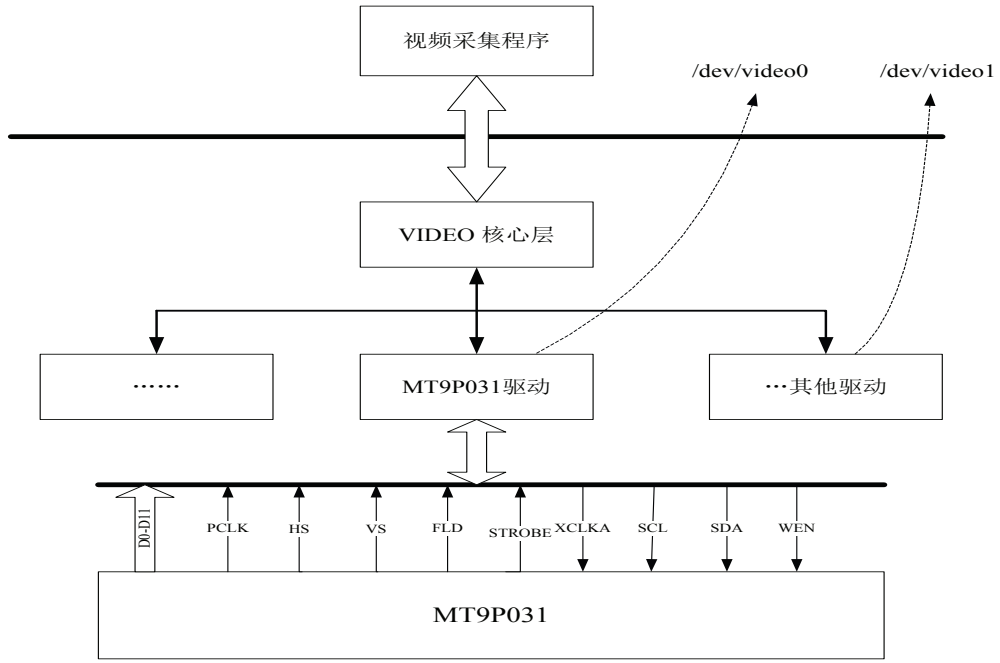 视频采集程序
/dev/video0
/dev/video1
VIDEO 核心层
……
MT9P031驱动
…其他驱动
D0-D11
PCLK
HS
VS
FLD
STROBE
XCLKA
SCL
SDA
WEN
MT9P031